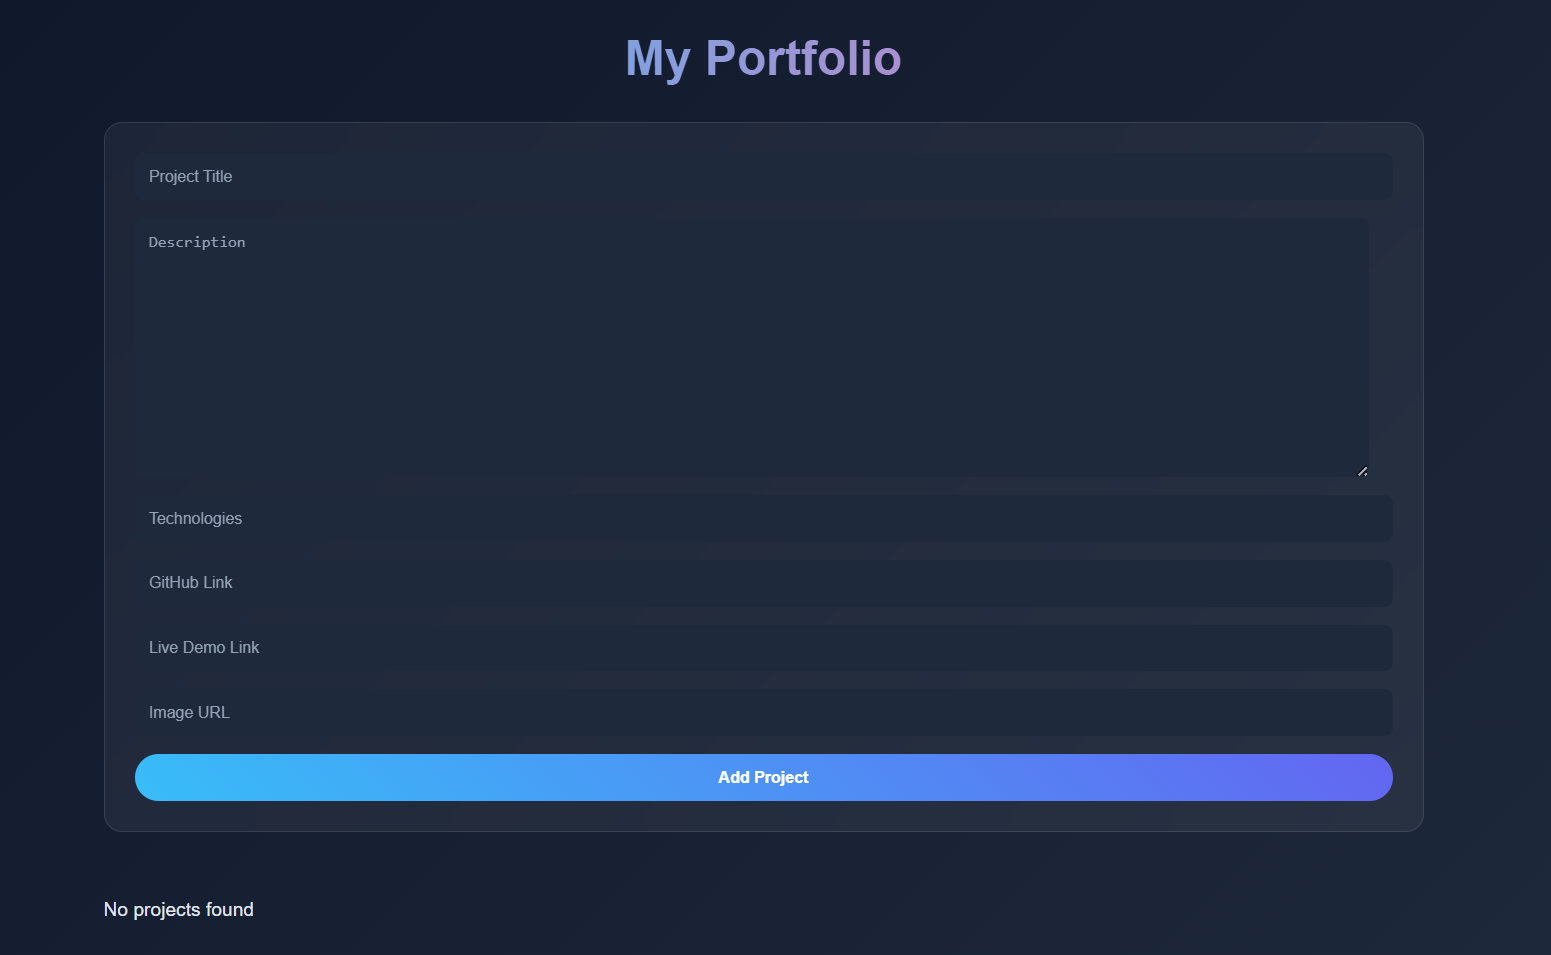 My Portfolio
Project Title
Description
Technologies
GitHub Link
Live Demo Link
Image URL
Add Project
No projects found